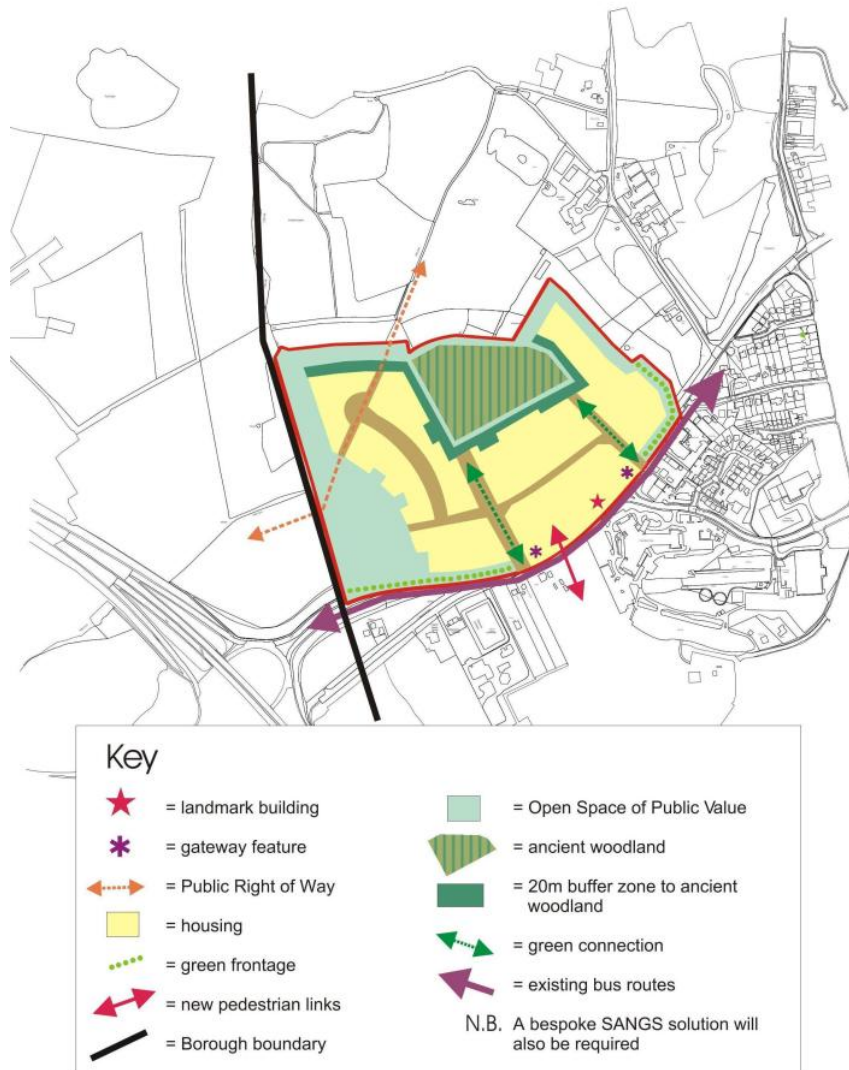 Key
= landmark building
= gateway feature
= Public Right of Way
= housing
= green frontage
= new pedestrian links
= Borough boundary
= Open Space of Public Value
= ancient woodland
= 20m buffer zone to ancient
woodland
= green connection
= existing bus routes
N.B. A bespoke SANGS solution will
also be required